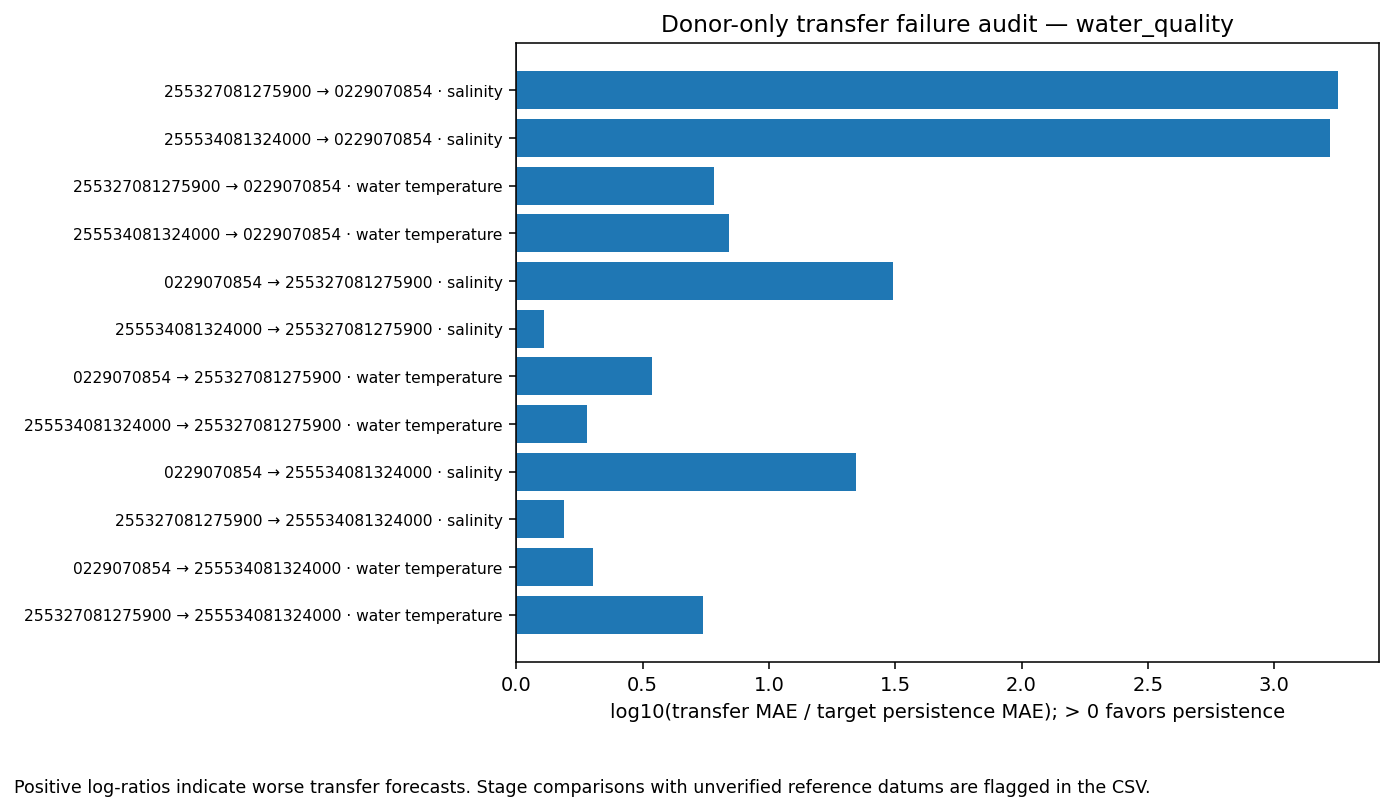 Donor-only transfer failure audit — water_quality
255327081275900 → 0229070854 · salinity
255534081324000 → 0229070854 · salinity
255327081275900 → 0229070854 · water temperature
255534081324000 → 0229070854 · water temperature
0229070854 → 255327081275900 · salinity
255534081324000 → 255327081275900 · salinity
0229070854 → 255327081275900 · water temperature
255534081324000 → 255327081275900 · water temperature
0229070854 → 255534081324000 · salinity
255327081275900 → 255534081324000 · salinity
0229070854 → 255534081324000 · water temperature
255327081275900 → 255534081324000 · water temperature
0.0 0.5 1.0 1.5 2.0 2.5 3.0
log10(transfer MAE / target persistence MAE); > 0 favors persistence
Positive log-ratios indicate worse transfer forecasts. Stage comparisons with unverified reference datums are flagged in the CSV.